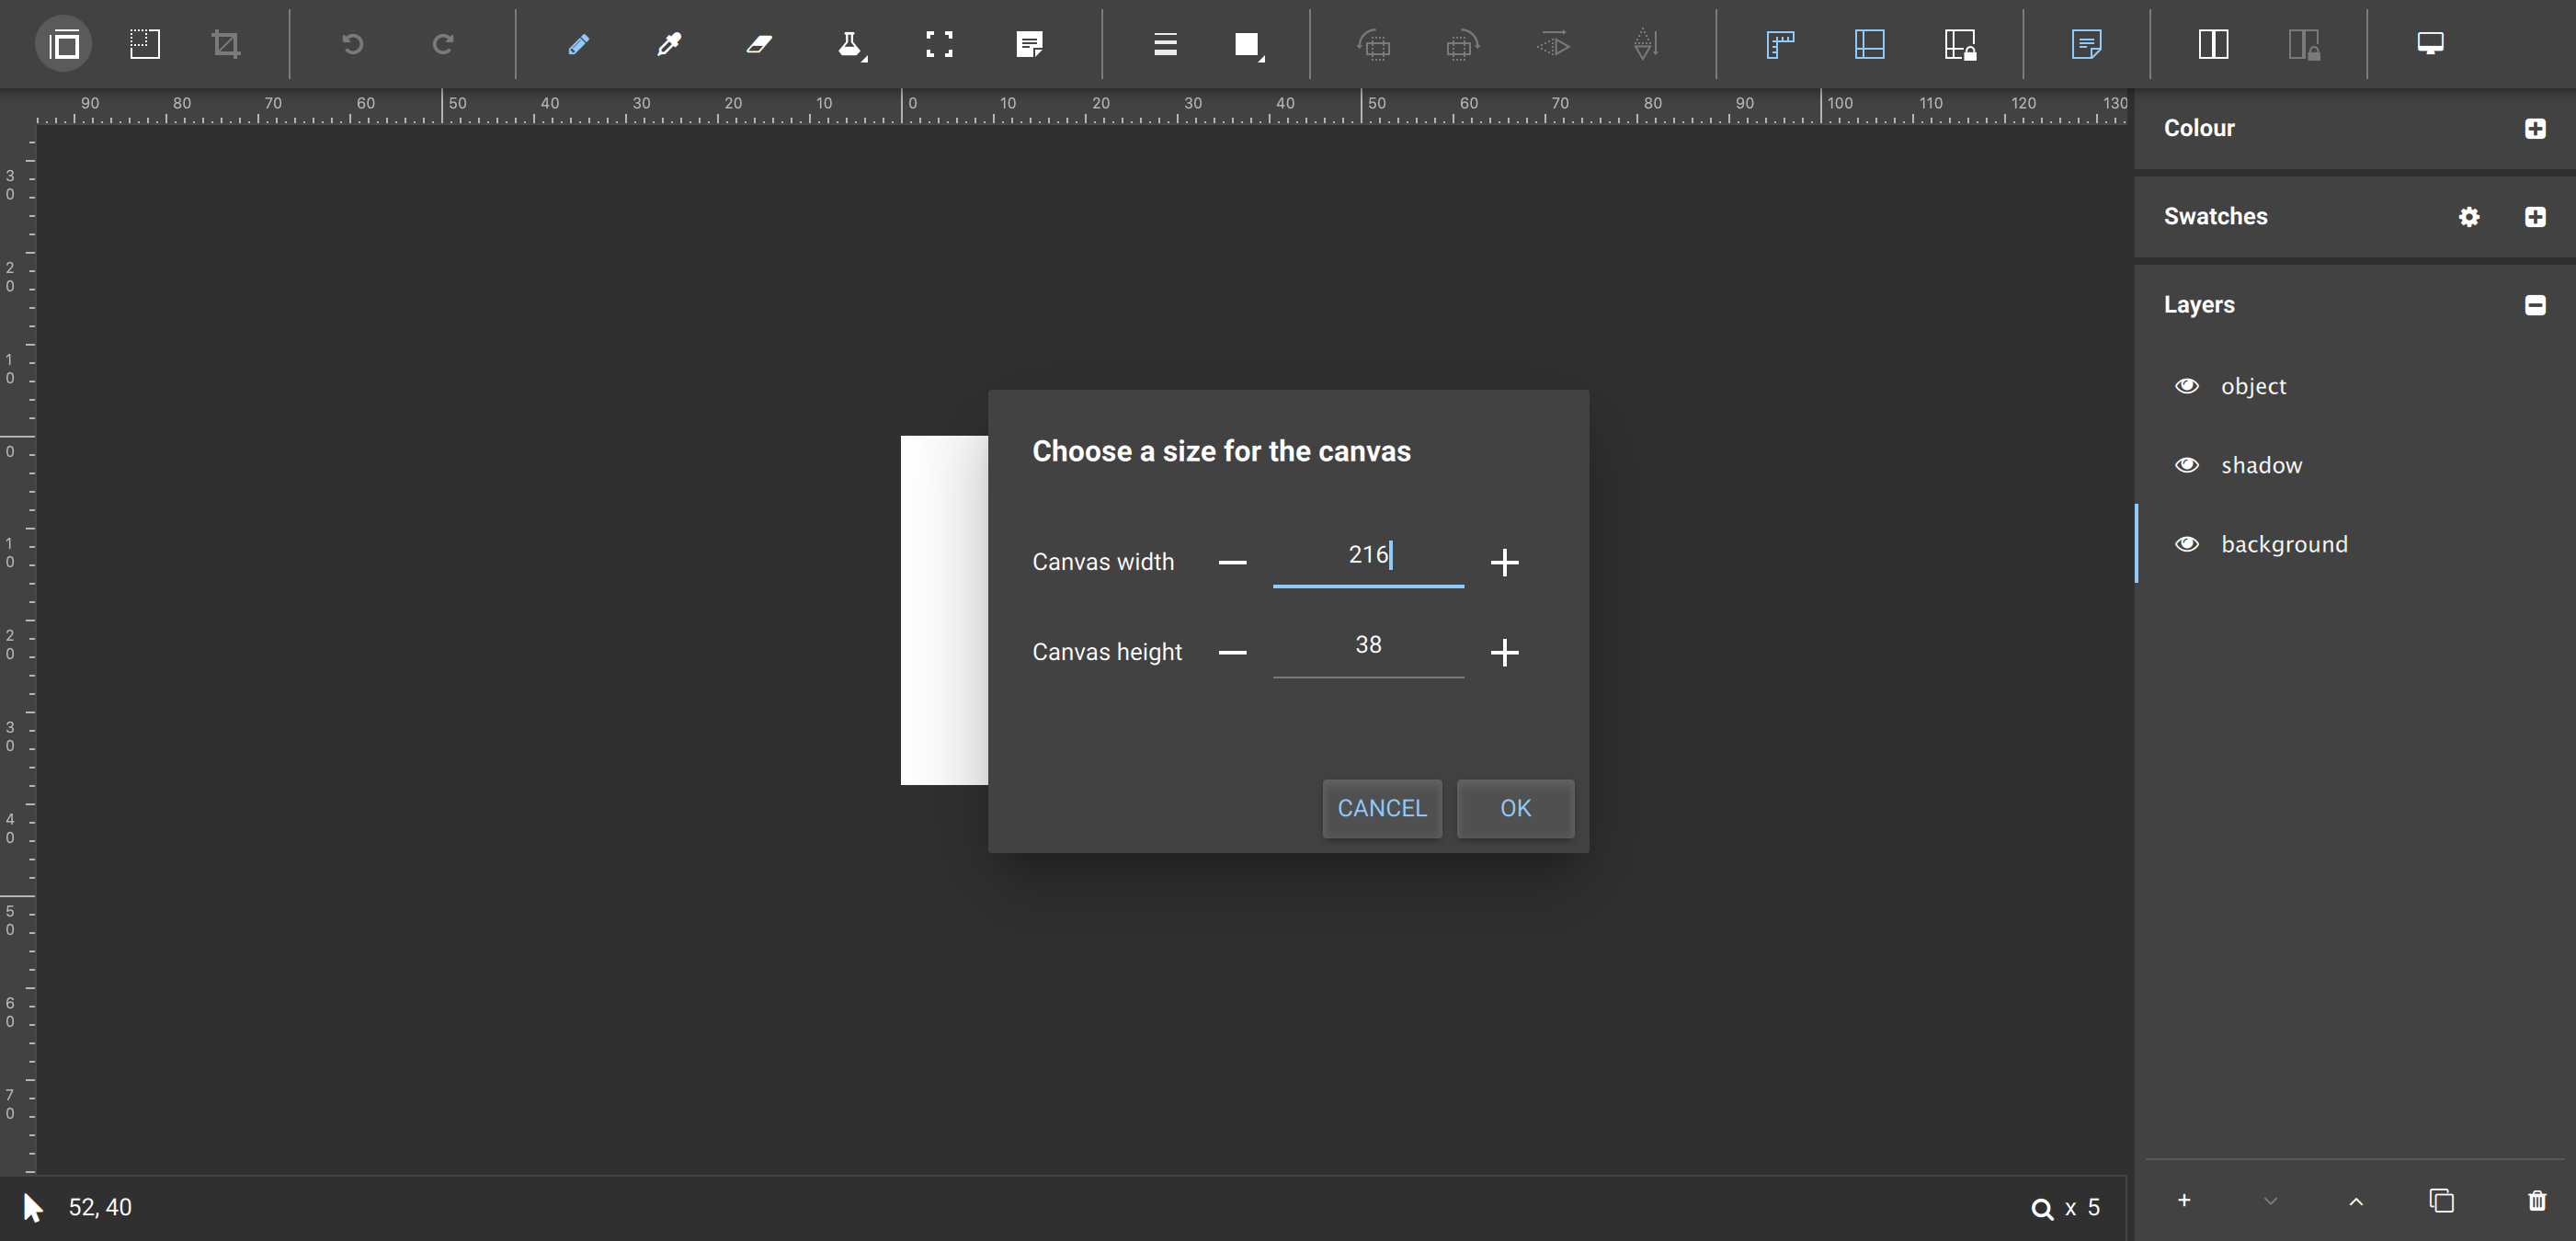 90 80 70 60 50 40 30 20 10 0 10 20 30 40 50 60 70 80 90 100 110 120 130
30
20
10
0
10
20
30
40
50
60
70
Colour
Swatches
Layers
object
shadow
background
Choose a size for the canvas
Canvas width 216
Canvas height 38
CANCEL OK
52, 40
x 5